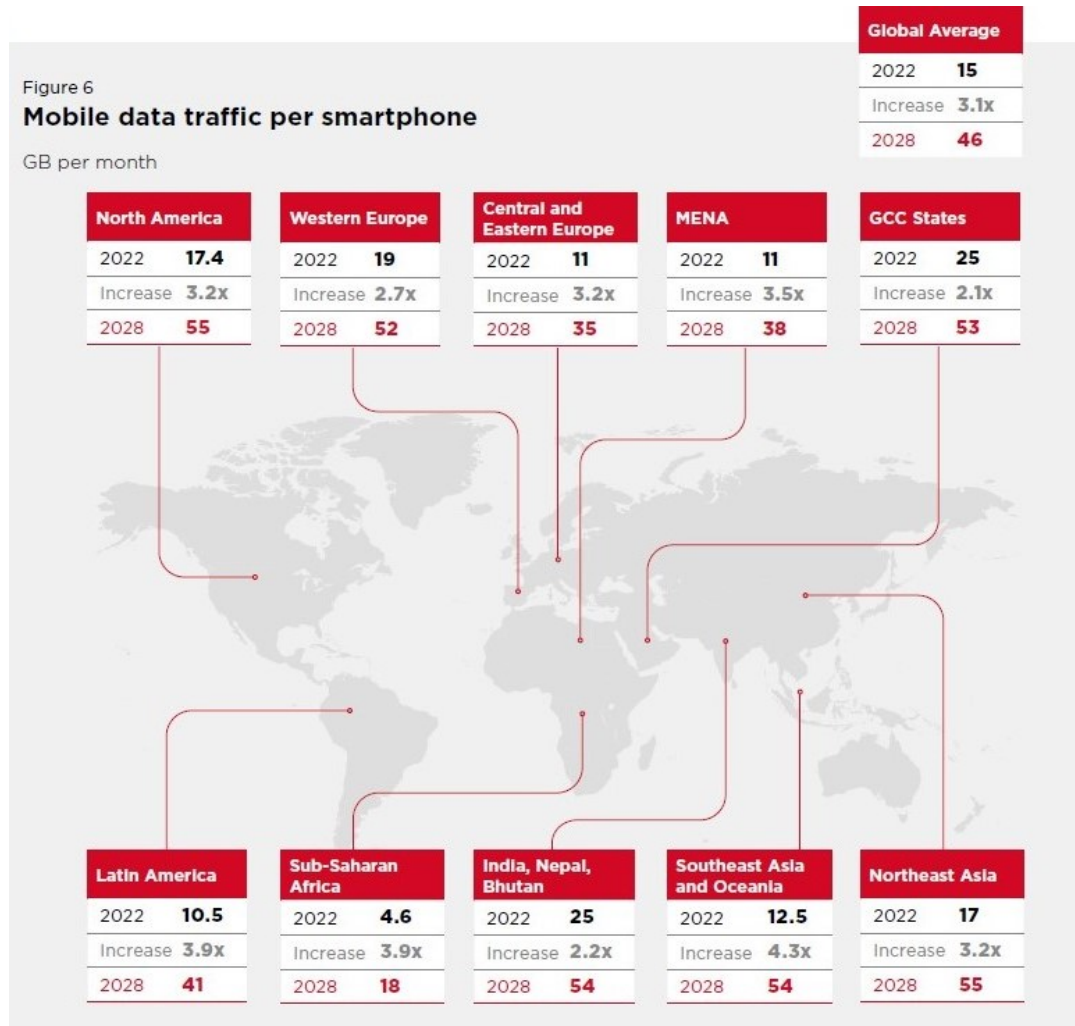 Global Average
2022 15
Increase 3.1x
2028 46
Figure 6
Mobile data traffic per smartphone
GB per month
North America
2022 17.4
Increase 3.2x
2028 55
Western Europe
2022 19
Increase 2.7x
2028 52
Central and
Eastern Europe
2022 11
Increase 3.2x
2028 35
MENA
2022 11
Increase 3.5x
2028 38
GCC States
2022 25
Increase 2.1x
2028 53
Latin America
2022 10.5
Increase 3.9x
2028 41
Sub-Saharan
Africa
2022 4.6
Increase 3.9x
2028 18
India, Nepal,
Bhutan
2022 25
Increase 2.2x
2028 54
Southeast Asia
and Oceania
2022 12.5
Increase 4.3x
2028 54
Northeast Asia
2022 17
Increase 3.2x
2028 55